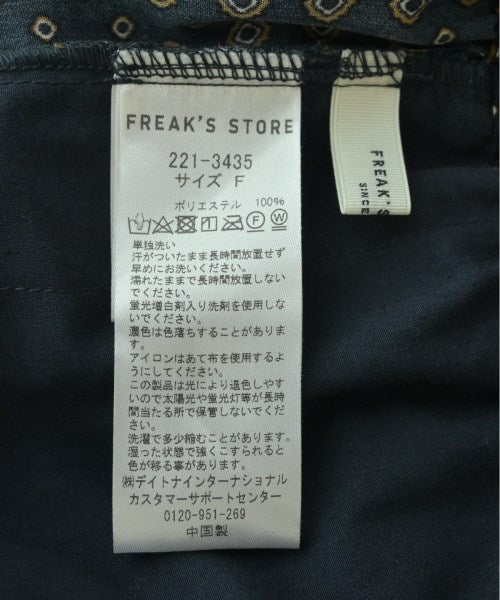 FREAK'S STORE
221-3435
サイズ F
ポリエステル 100%
単独洗い
汗がついたまま長時間放置せず
早めにお洗いください。
濡れたままで長時間放置しない
でください。
蛍光増白剤入り洗剤を使用しな
いでください。
濃色は色落ちすることがありま
す。
アイロンはあて布を使用するよ
うにしてください。
この製品は光により退色しやす
いので太陽光や蛍光灯等が長時
間当たる所で保管しないでくだ
さい。
洗濯で多少縮むことがあります。
湿った状態で強くこすられると
色が移る事があります。
㈱デイトナインターナショナル
カスタマーサポートセンター
0120-951-269
中国製
FREAK'S S
SINCE